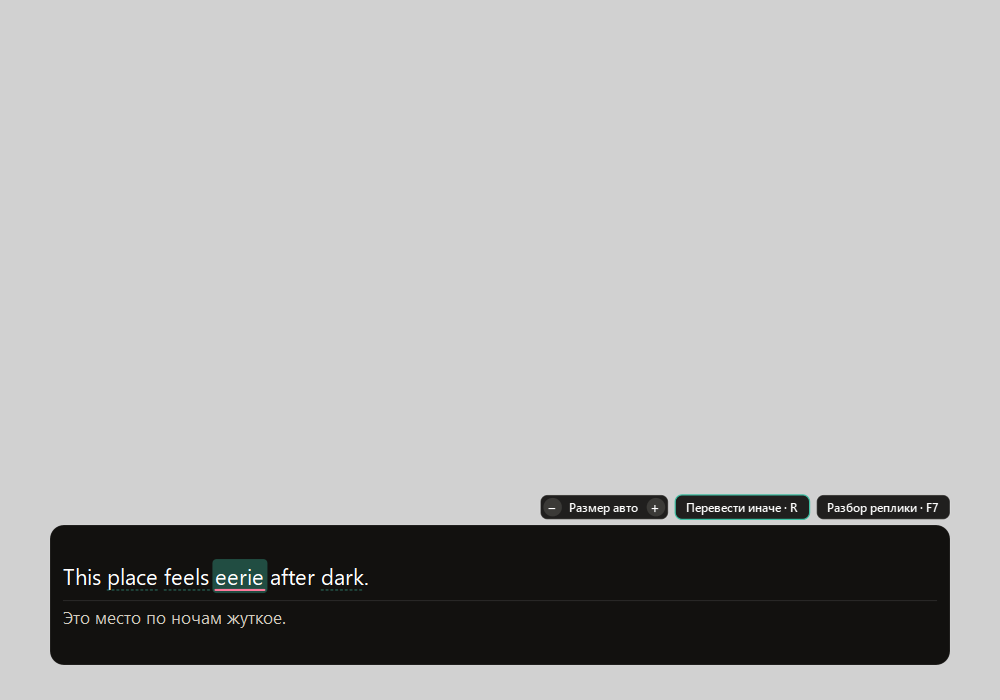 − Размер авто + Перевести иначе · R Разбор реплики · F7
This place feels eerie after dark.
Это место по ночам жуткое.